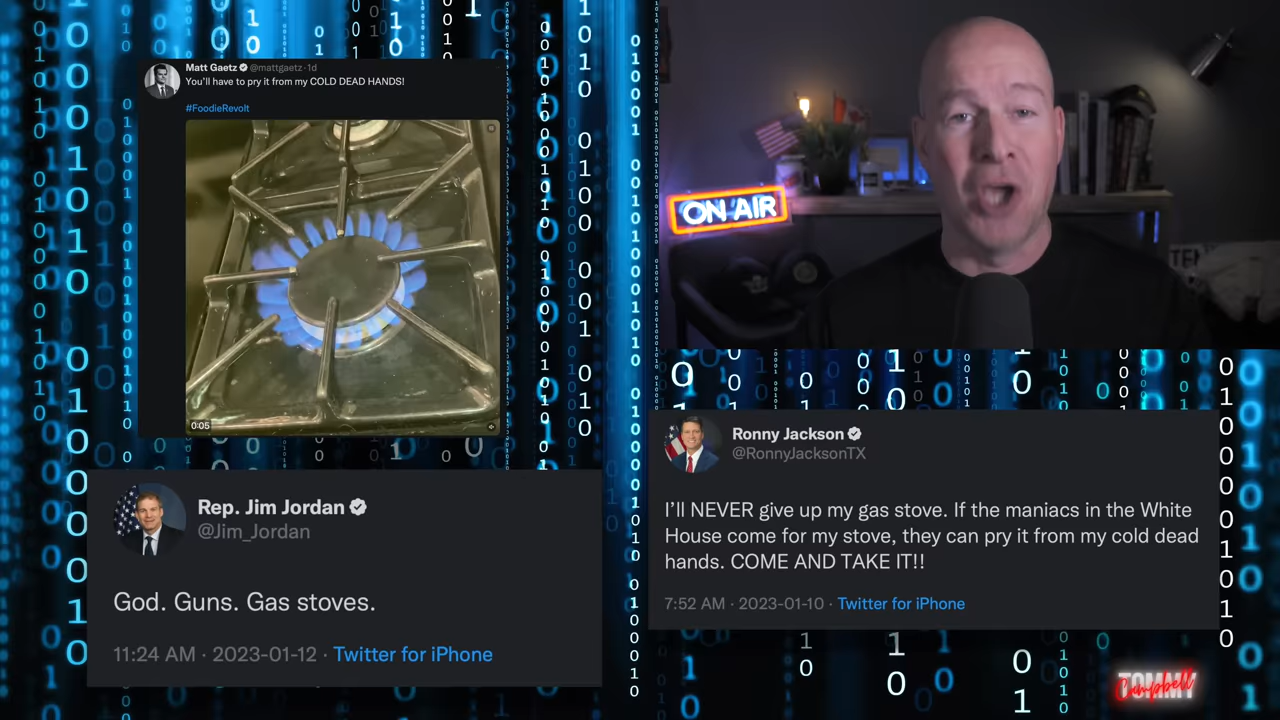 Matt Gaetz @mattgaetz · 1d
You'll have to pry it from my COLD DEAD HANDS!
#FoodieRevolt
0:05
ON AIR
Rep. Jim Jordan
@Jim_Jordan
God. Guns. Gas stoves.
11:24 AM · 2023-01-12 · Twitter for iPhone
Ronny Jackson
@RonnyJacksonTX
I'll NEVER give up my gas stove. If the maniacs in the White
House come for my stove, they can pry it from my cold dead
hands. COME AND TAKE IT!!
7:52 AM · 2023-01-10 · Twitter for iPhone
TOMMY
Campbell